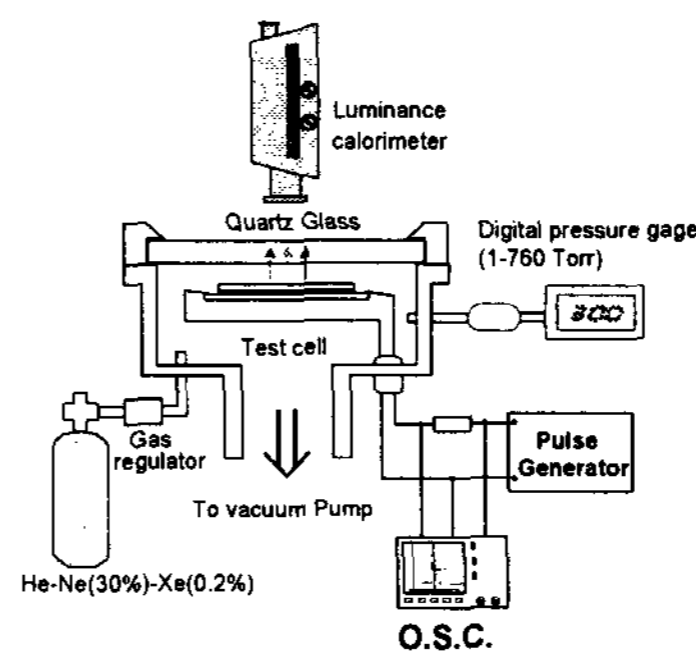 Luminance
calorimeter
Quartz Glass
Digital pressure gage
(1-760 Torr)
300
Test cell
Gas
regulator
Pulse
Generator
To vacuum Pump
He-Ne(30%)-Xe(0.2%)
O.S.C.